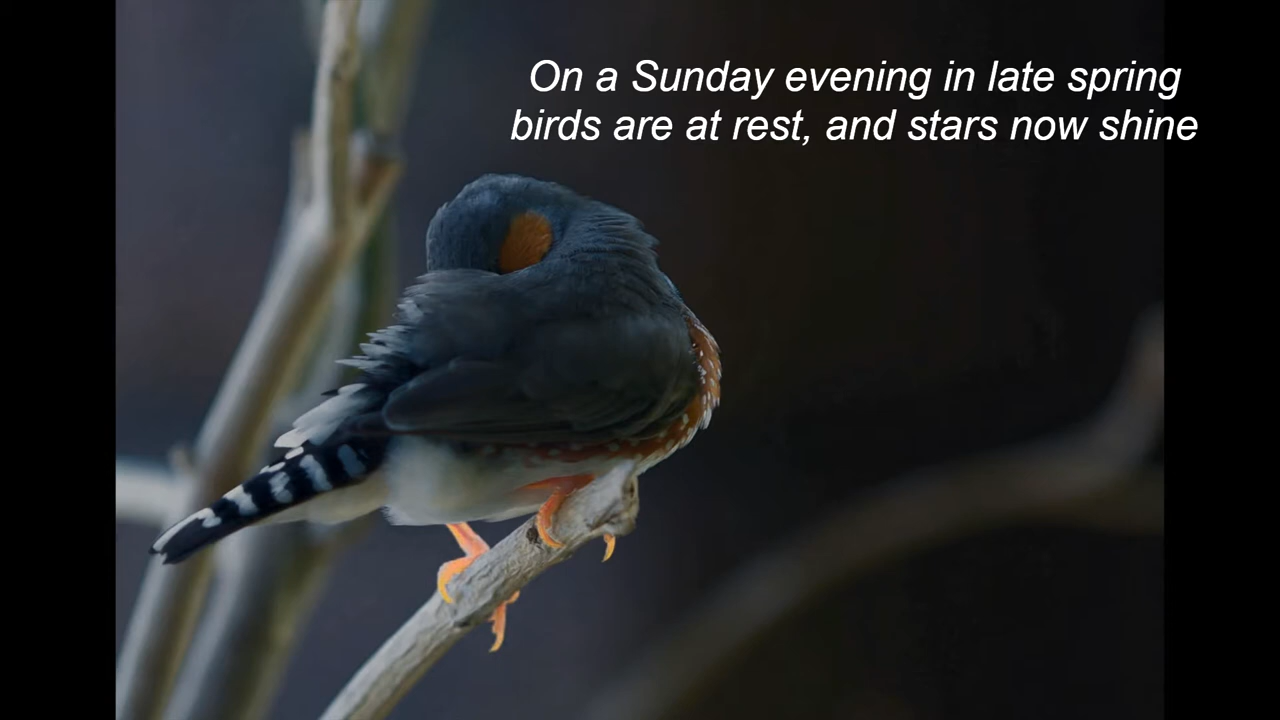 On a Sunday evening in late spring
birds are at rest, and stars now shine